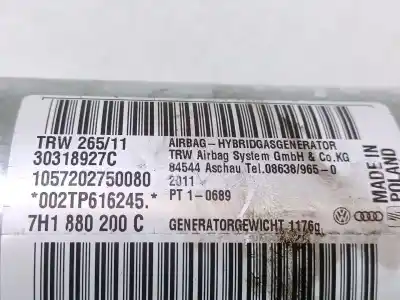 TRW 265/11
30318927C
1057202750080
*002TP616245.*
7H1 880 200 C
AIRBAG-HYBRIDGASGENERATOR
TRW Airbag System GmbH & Co.KG
84544 Aschau Tel.08638/965-0
2011
PT 1-0689
GENERATORGEWICHT 1176g
MADE IN
POLAND